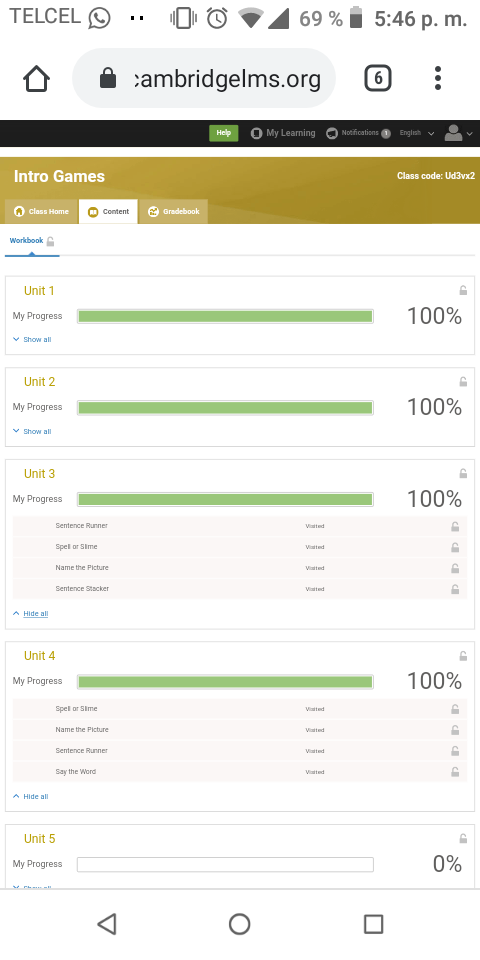 TELCEL 69 % 5:46 p. m.
cambridgelms.org 6
Help My Learning Notifications 1 English
Intro Games Class code: Ud3vx2
Class Home Content Gradebook
Workbook
Unit 1
My Progress 100%
Show all
Unit 2
My Progress 100%
Show all
Unit 3
My Progress 100%
Sentence Runner Visited
Spell or Slime Visited
Name the Picture Visited
Sentence Stacker Visited
Hide all
Unit 4
My Progress 100%
Spell or Slime Visited
Name the Picture Visited
Sentence Runner Visited
Say the Word Visited
Hide all
Unit 5
My Progress 0%
Show all